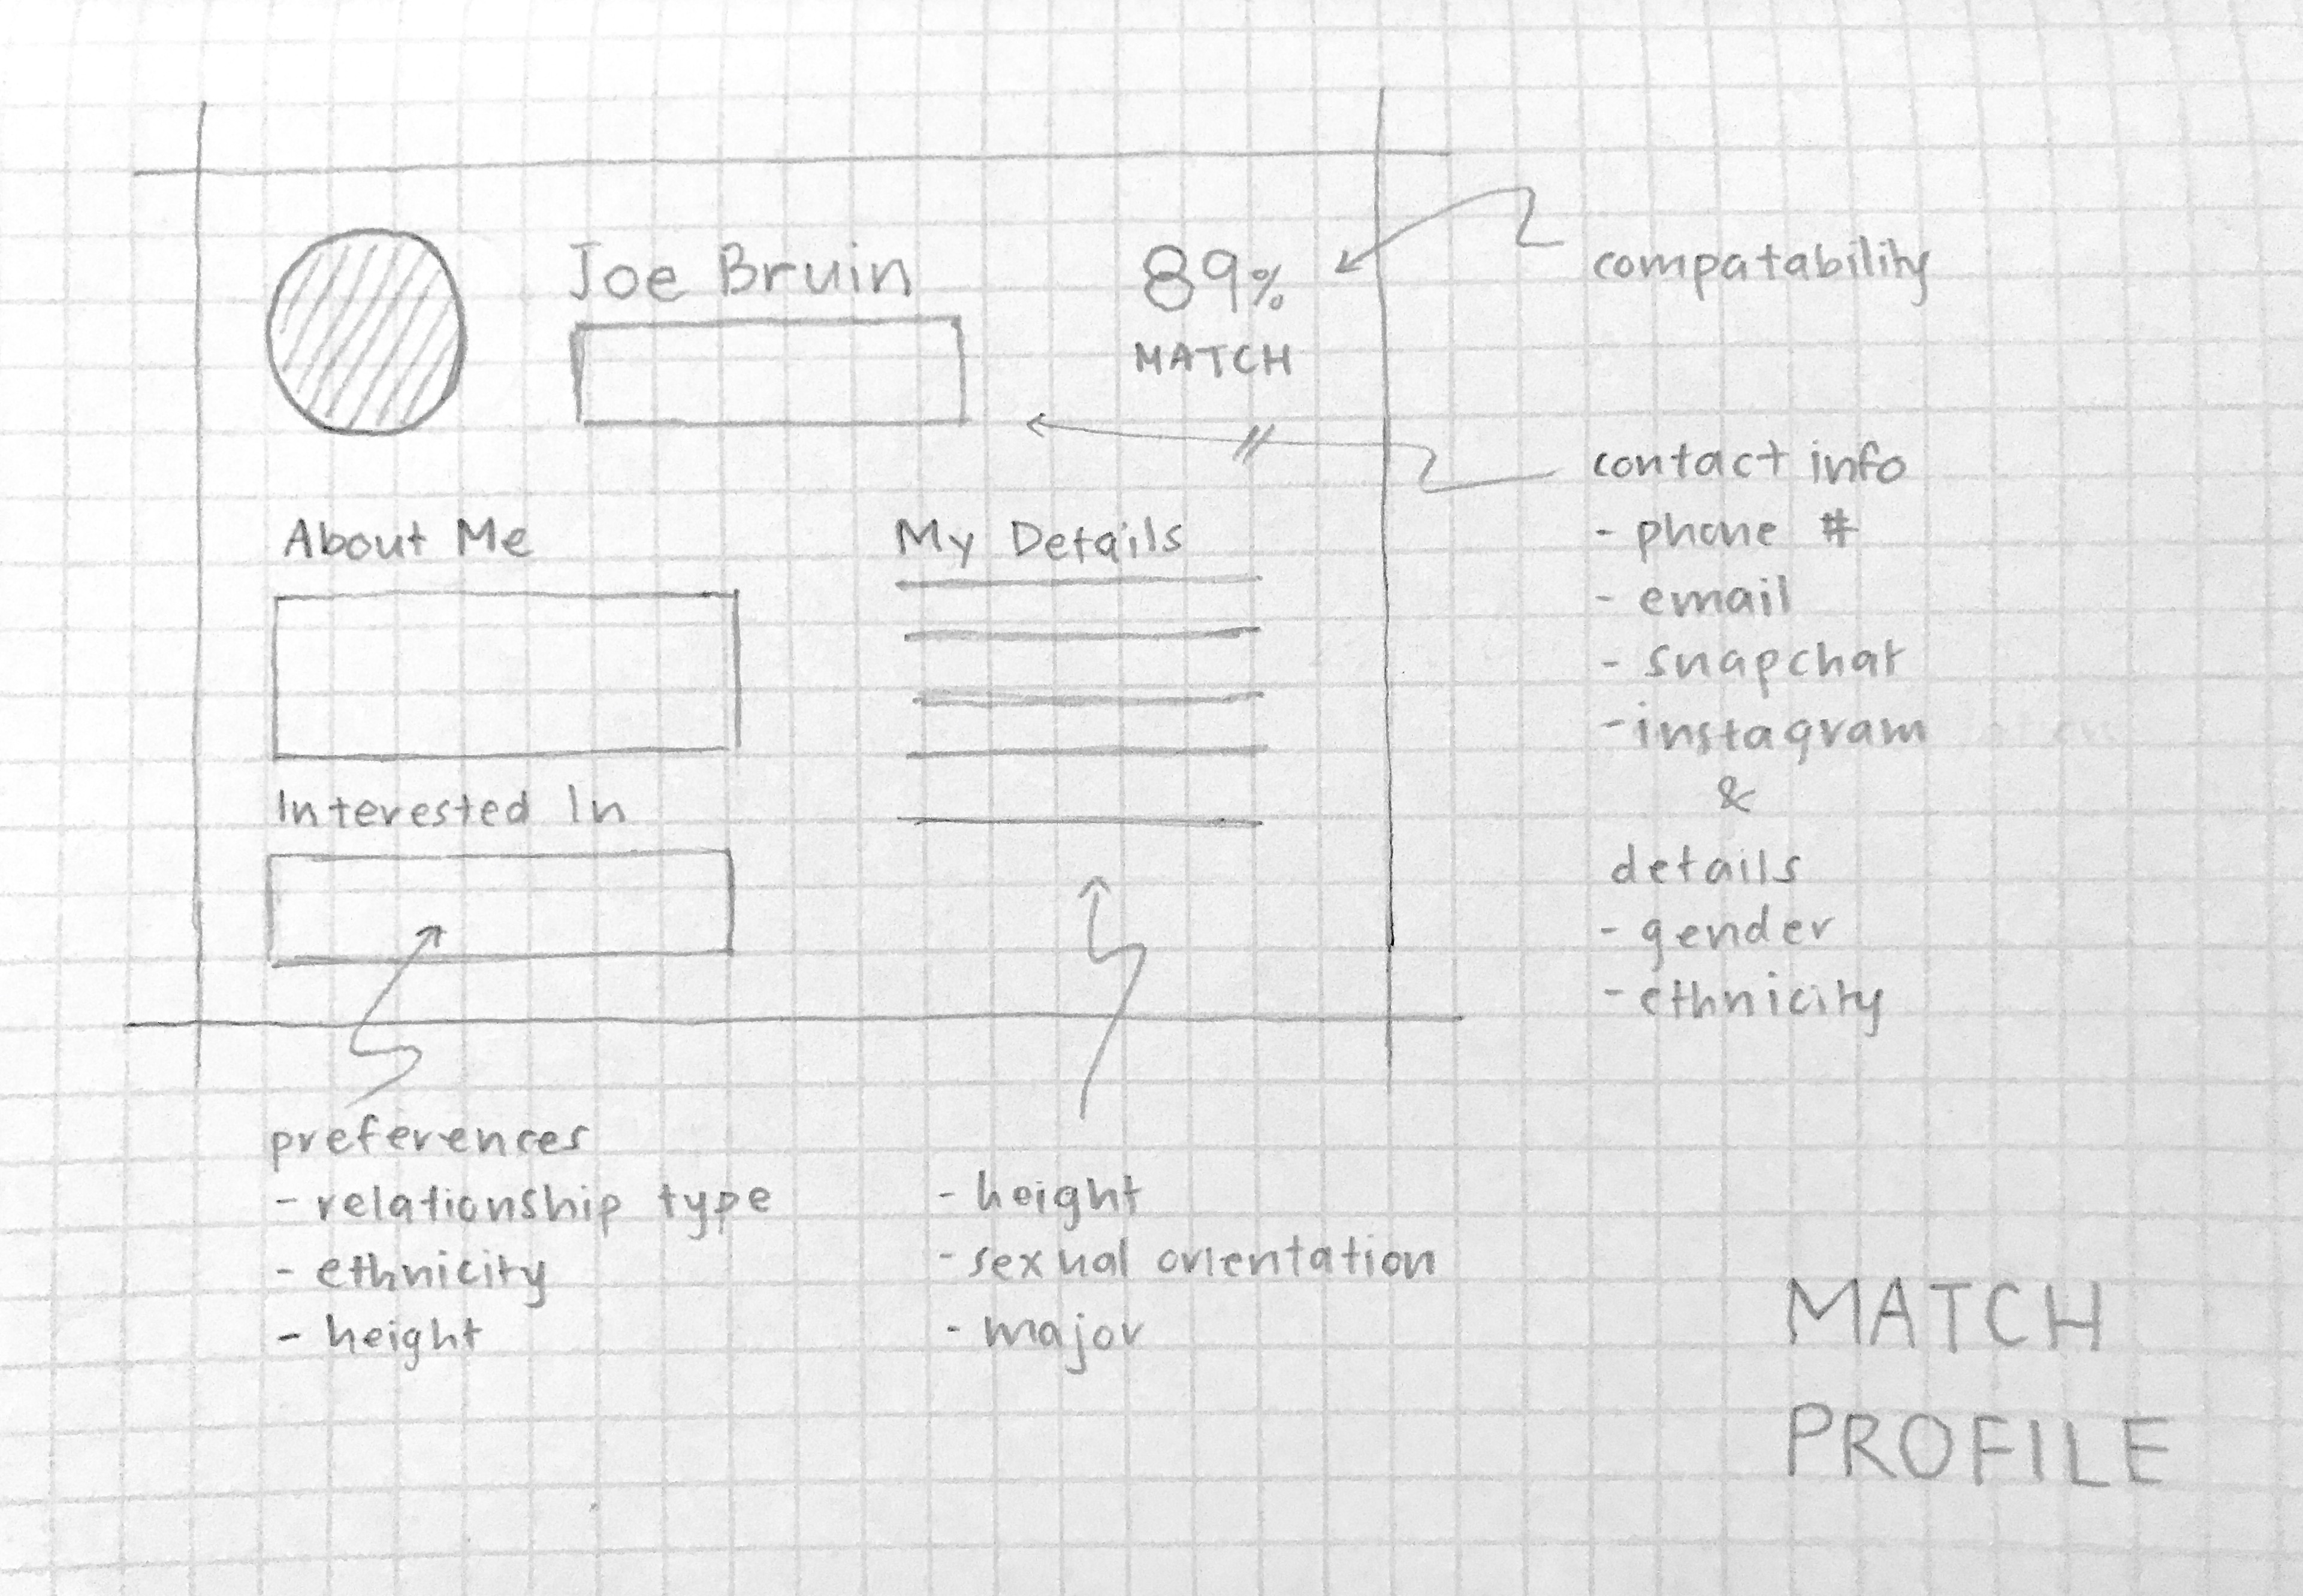 Joe Bruin
89%
MATCH
compatability
contact info
- phone #
- email
- snapchat
- instagram
&
details
- gender
- ethnicity
About Me
My Details
Interested In
preferences
- relationship type
- ethnicity
- height
- height
- sexual orientation
- major
MATCH
PROFILE